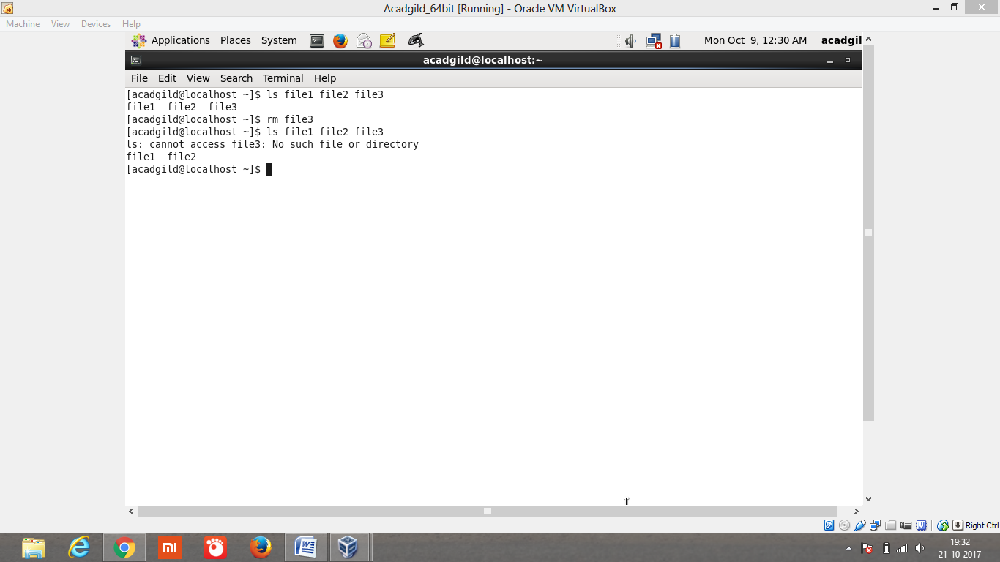 Acadgild_64bit [Running] - Oracle VM VirtualBox
Machine View Devices Help
Applications Places System Mon Oct 9, 12:30 AM acadgil
acadgild@localhost:~
File Edit View Search Terminal Help
[acadgild@localhost ~]$ ls file1 file2 file3
file1  file2  file3
[acadgild@localhost ~]$ rm file3
[acadgild@localhost ~]$ ls file1 file2 file3
ls: cannot access file3: No such file or directory
file1  file2
[acadgild@localhost ~]$
Right Ctrl
mi
19:32
21-10-2017